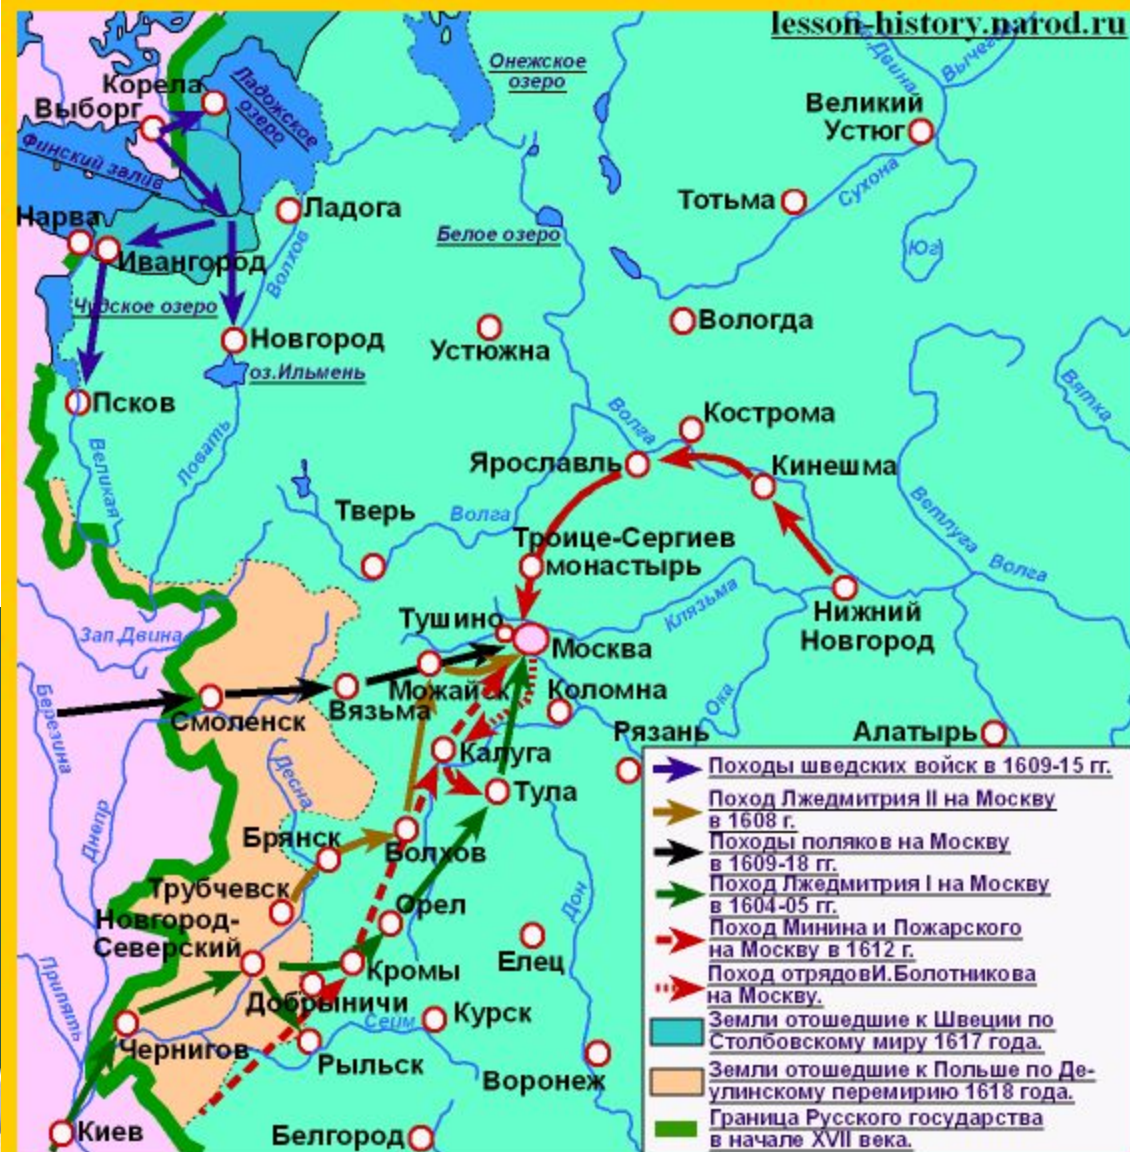 lesson-history.narod.ru
Онежское
озеро
Сев.Двина
Вычегда
Корела
Выборг
Ладожское
озеро
Великий
Устюг
Финский залив
Сухона
Тотьма
Нарва
Ладога
Белое озеро
Юг
Ивангород
Волхов
Чудское озеро
Новгород
Устюжна
Вологда
оз.Ильмень
Псков
Вятка
Волга
Кострома
Великая
Ловать
Ярославль
Кинешма
Тверь
Волга
Ветлуга
Троице-Сергиев
монастырь
Волга
Клязьма
Нижний
Новгород
Тушино
Зап.Двина
Москва
Можайск
Коломна
Березина
Смоленск
Вязьма
Ока
Рязань
Алатырь
Калуга
Десна
Тула
Днепр
Брянск
Волхов
Трубчевск
Новгород-
Северский
Орел
Дон
Елец
Кромы
Припять
Добрыничи
Сейм
Курск
Чернигов
Рыльск
Воронеж
Киев
Белгород
Походы шведских войск в 1609-15 гг.
Поход Лжедмитрия II на Москву
в 1608 г.
Походы поляков на Москву
в 1609-18 гг.
Поход Лжедмитрия I на Москву
в 1604-05 гг.
Поход Минина и Пожарского
на Москву в 1612 г.
Поход отрядовИ.Болотникова
на Москву.
Земли отошедшие к Швеции по
Столбовскому миру 1617 года.
Земли отошедшие к Польше по Де-
улинскому перемирию 1618 года.
Граница Русского государства
в начале XVII века.